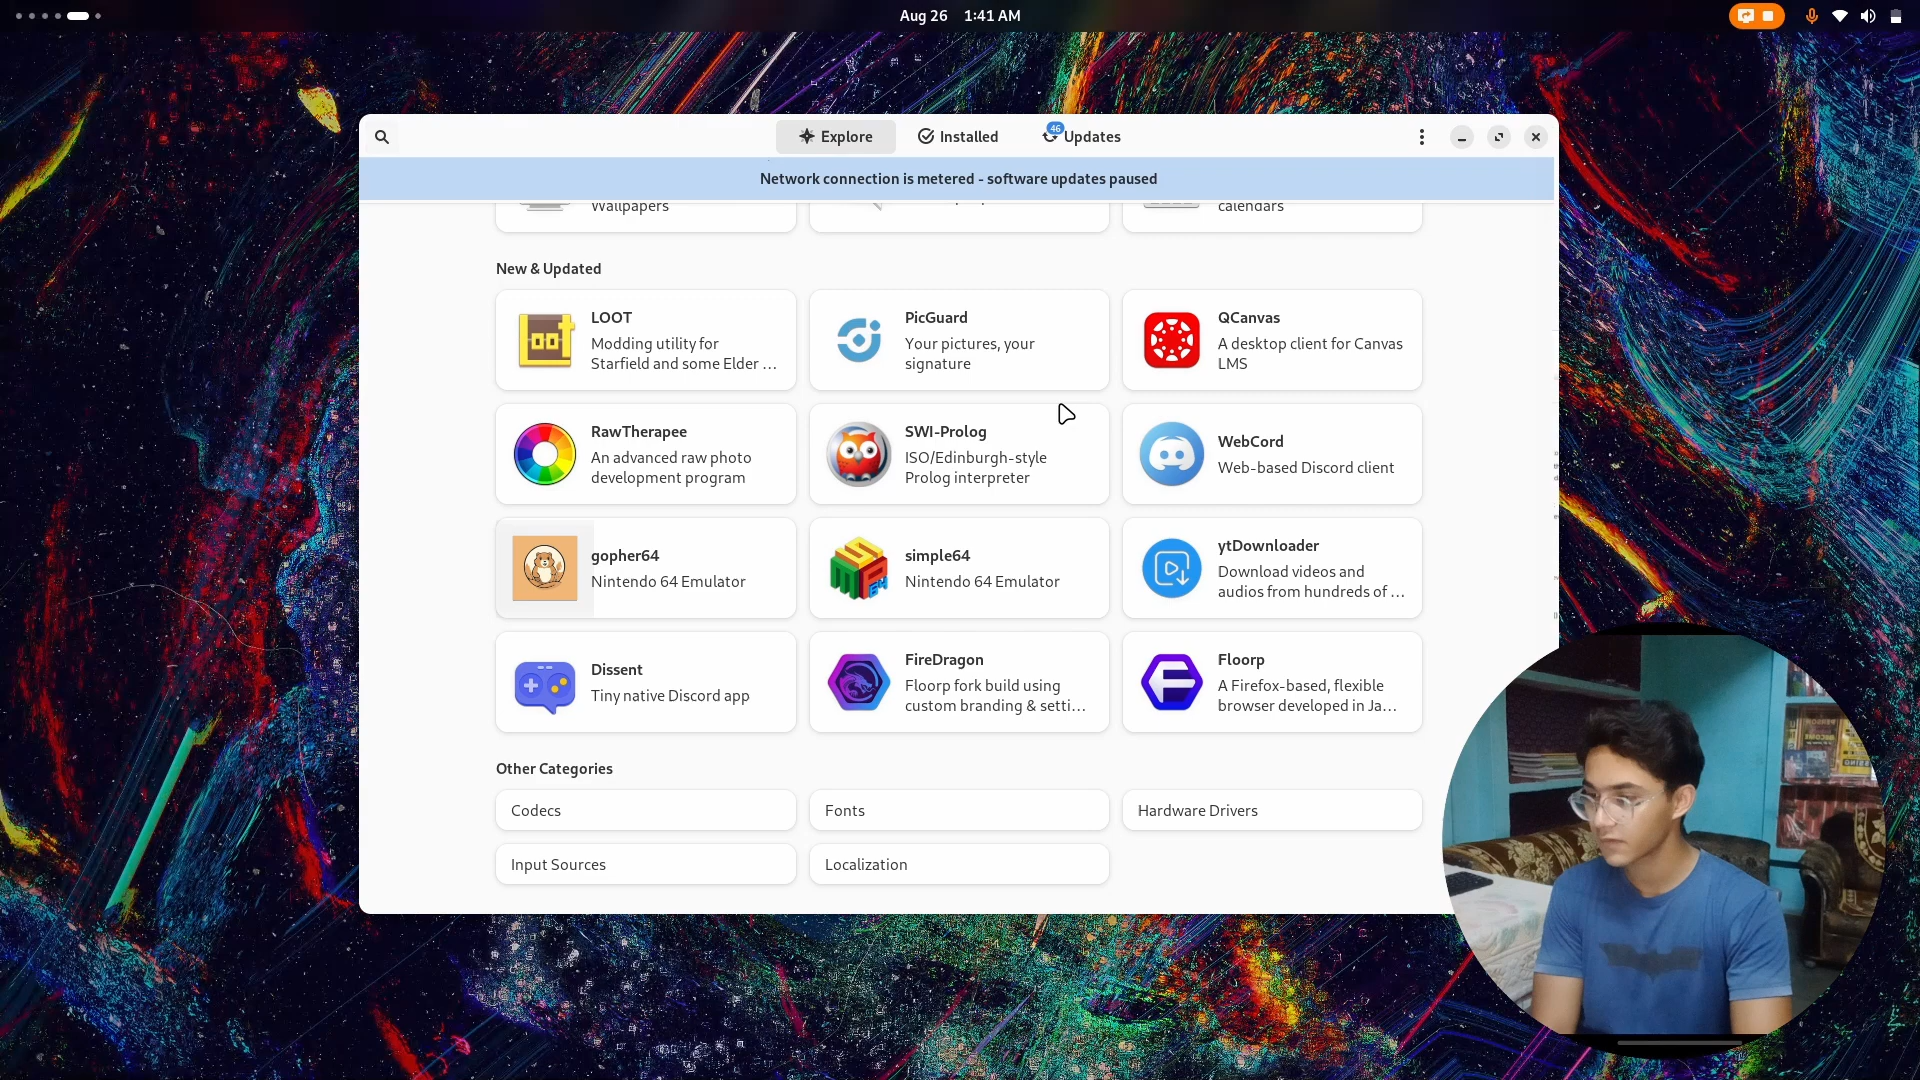 Aug 26 1:41 AM
Explore
Installed
46
Updates
Network connection is metered - software updates paused
Wallpapers
calendars
New & Updated
LOOT
Modding utility for
Starfield and some Elder ...
PicGuard
Your pictures, your
signature
QCanvas
A desktop client for Canvas
LMS
RawTherapee
An advanced raw photo
development program
SWI-Prolog
ISO/Edinburgh-style
Prolog interpreter
WebCord
Web-based Discord client
gopher64
Nintendo 64 Emulator
simple64
Nintendo 64 Emulator
ytDownloader
Download videos and
audios from hundreds of ...
Dissent
Tiny native Discord app
FireDragon
Floorp fork build using
custom branding & setti...
Floorp
A Firefox-based, flexible
browser developed in Ja...
Other Categories
Codecs
Fonts
Hardware Drivers
Input Sources
Localization